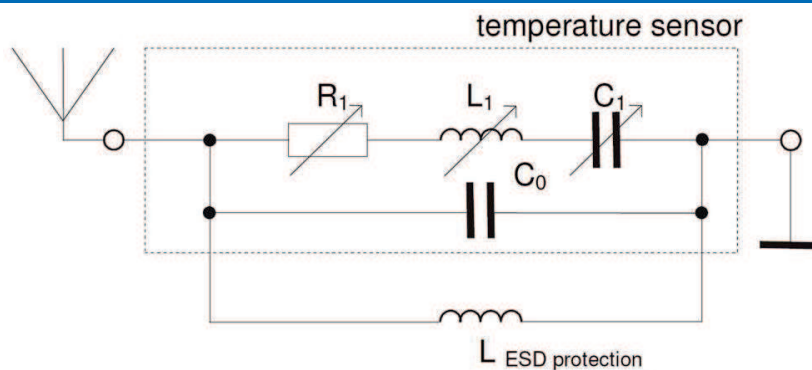 temperature sensor
R1 L1 C1
C0
L ESD protection